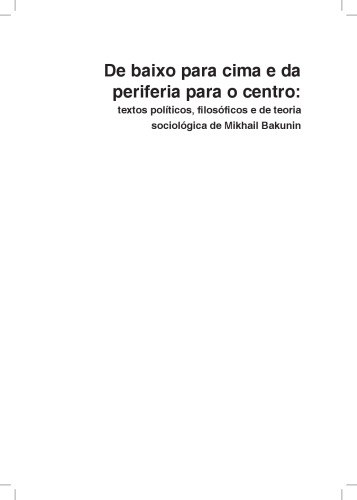 De baixo para cima e da
periferia para o centro:
textos políticos, filosóficos e de teoria
sociológica de Mikhail Bakunin